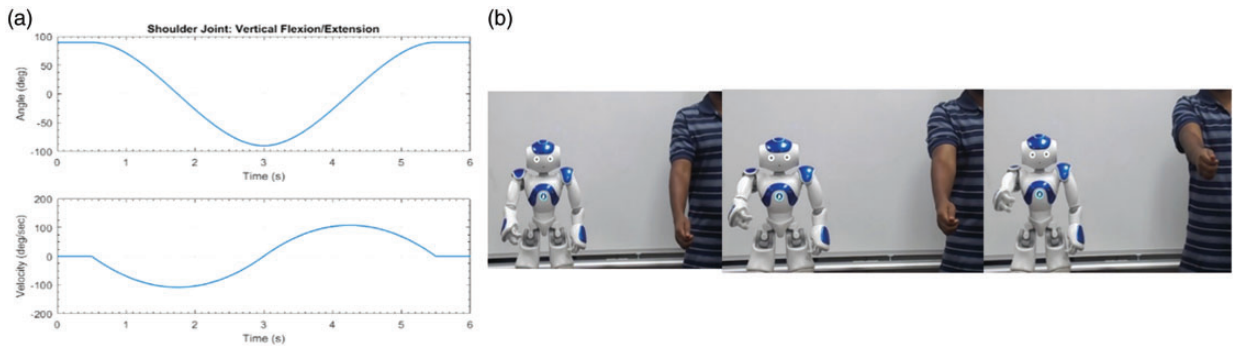 (a)
Shoulder Joint: Vertical Flexion/Extension
100
50
0
-50
-100
Angle (deg)
0 1 2 3 4 5 6
Time (s)
200
100
0
-100
-200
Velocity (deg/sec)
0 1 2 3 4 5 6
Time (s)
(b)